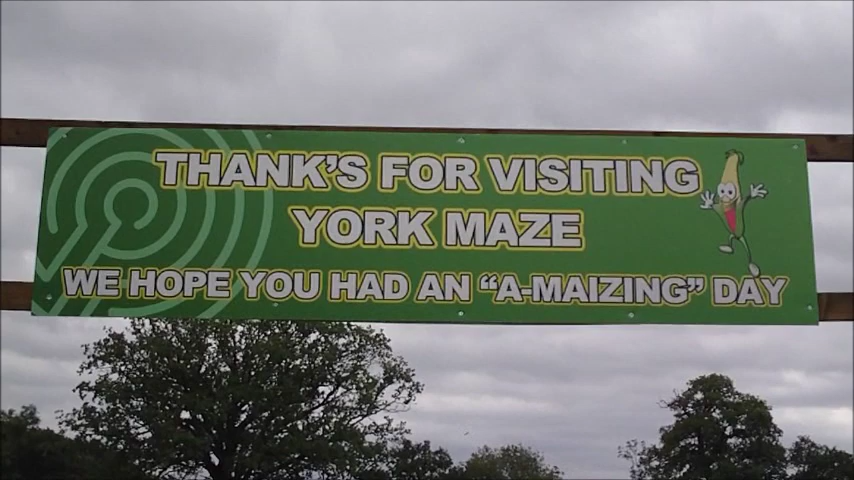 THANK'S FOR VISITING
YORK MAZE
WE HOPE YOU HAD AN “A-MAIZING” DAY